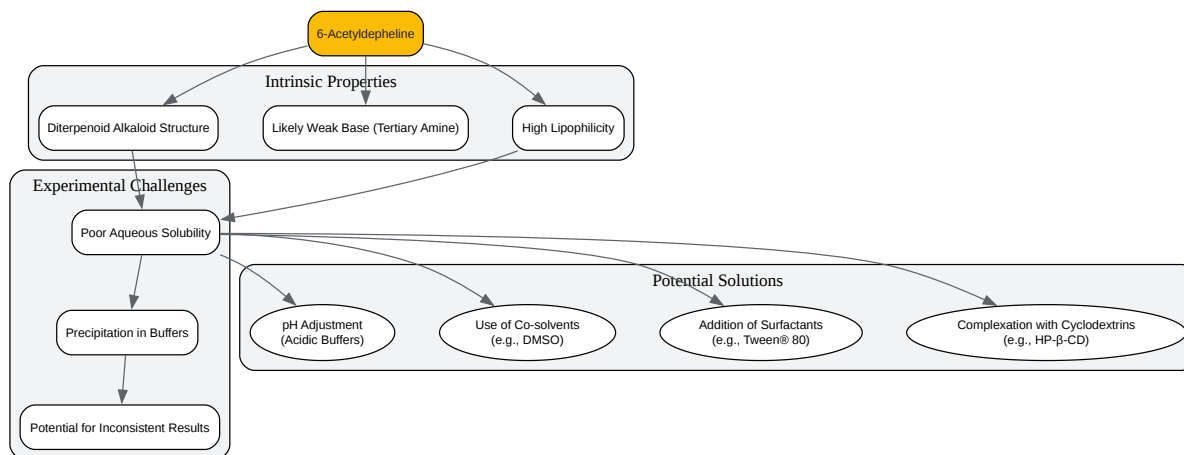 6-Acetyldepheline
Intrinsic Properties
Diterpenoid Alkaloid Structure
Likely Weak Base (Tertiary Amine)
High Lipophilicity
Experimental Challenges
Poor Aqueous Solubility
Precipitation in Buffers
Potential for Inconsistent Results
Potential Solutions
pH Adjustment
(Acidic Buffers)
Use of Co-solvents
(e.g., DMSO)
Addition of Surfactants
(e.g., Tween® 80)
Complexation with Cyclodextrins
(e.g., HP-β-CD)